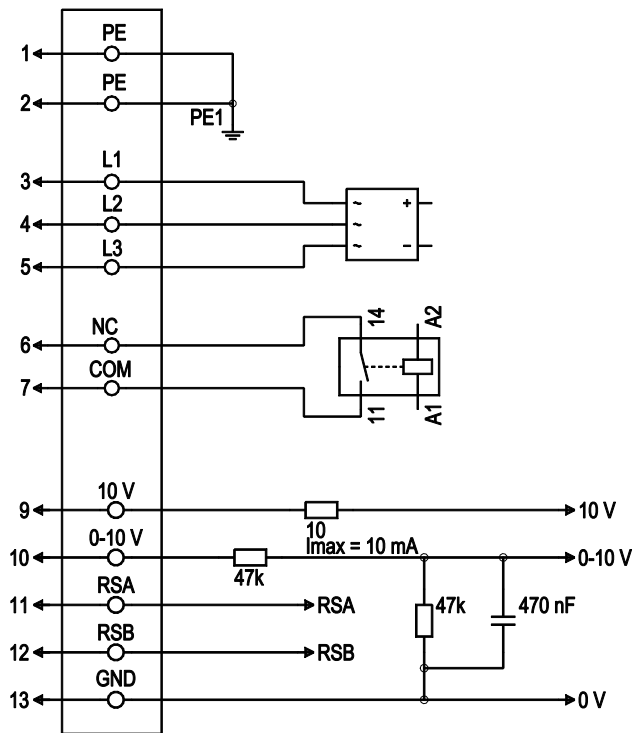 PE
1
PE
2
PE1
L1
3
L2
4
L3
5
~ +
~
~ −
NC
6
COM
7
14
A2
11
A1
10 V
9
10 V
10
Imax = 10 mA
0-10 V
10
0-10 V
47k
RSA
11
RSA
47k
470 nF
RSB
12
RSB
GND
13
0 V